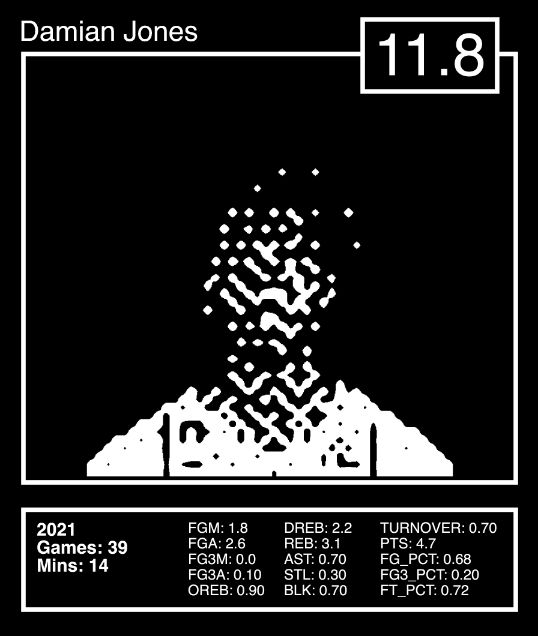 Damian Jones
11.8
2021
Games: 39
Mins: 14
FGM: 1.8
FGA: 2.6
FG3M: 0.0
FG3A: 0.10
OREB: 0.90
DREB: 2.2
REB: 3.1
AST: 0.70
STL: 0.30
BLK: 0.70
TURNOVER: 0.70
PTS: 4.7
FG_PCT: 0.68
FG3_PCT: 0.20
FT_PCT: 0.72